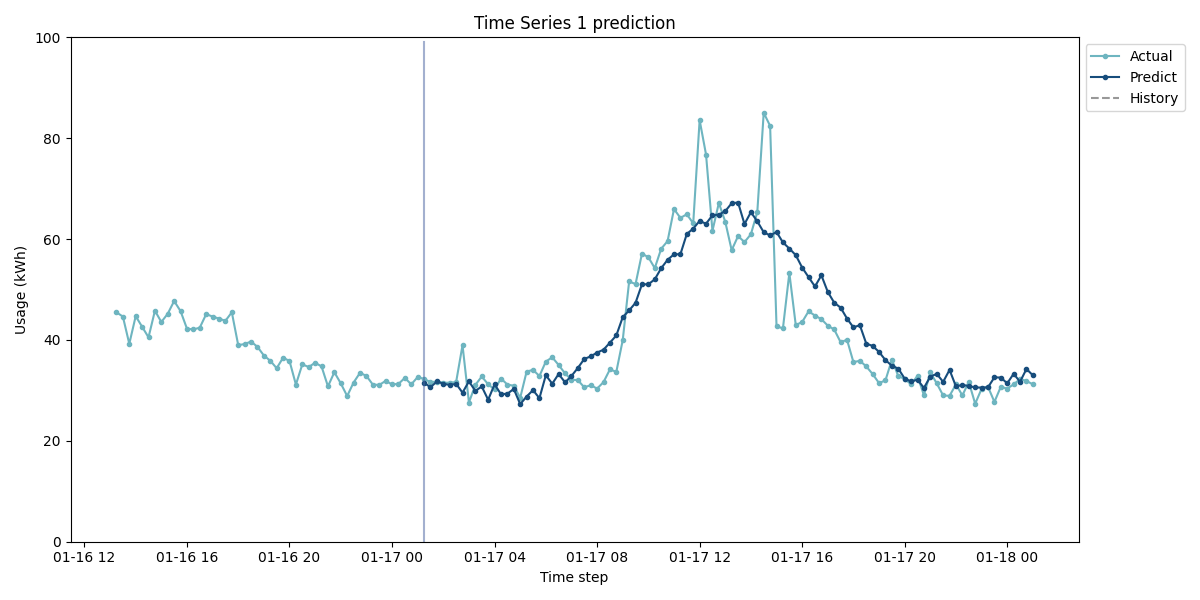 Time Series 1 prediction
Usage (kWh)
100
80
60
40
20
0
01-16 12 01-16 16 01-16 20 01-17 00 01-17 04 01-17 08 01-17 12 01-17 16 01-17 20 01-18 00
Time step
Actual
Predict
History